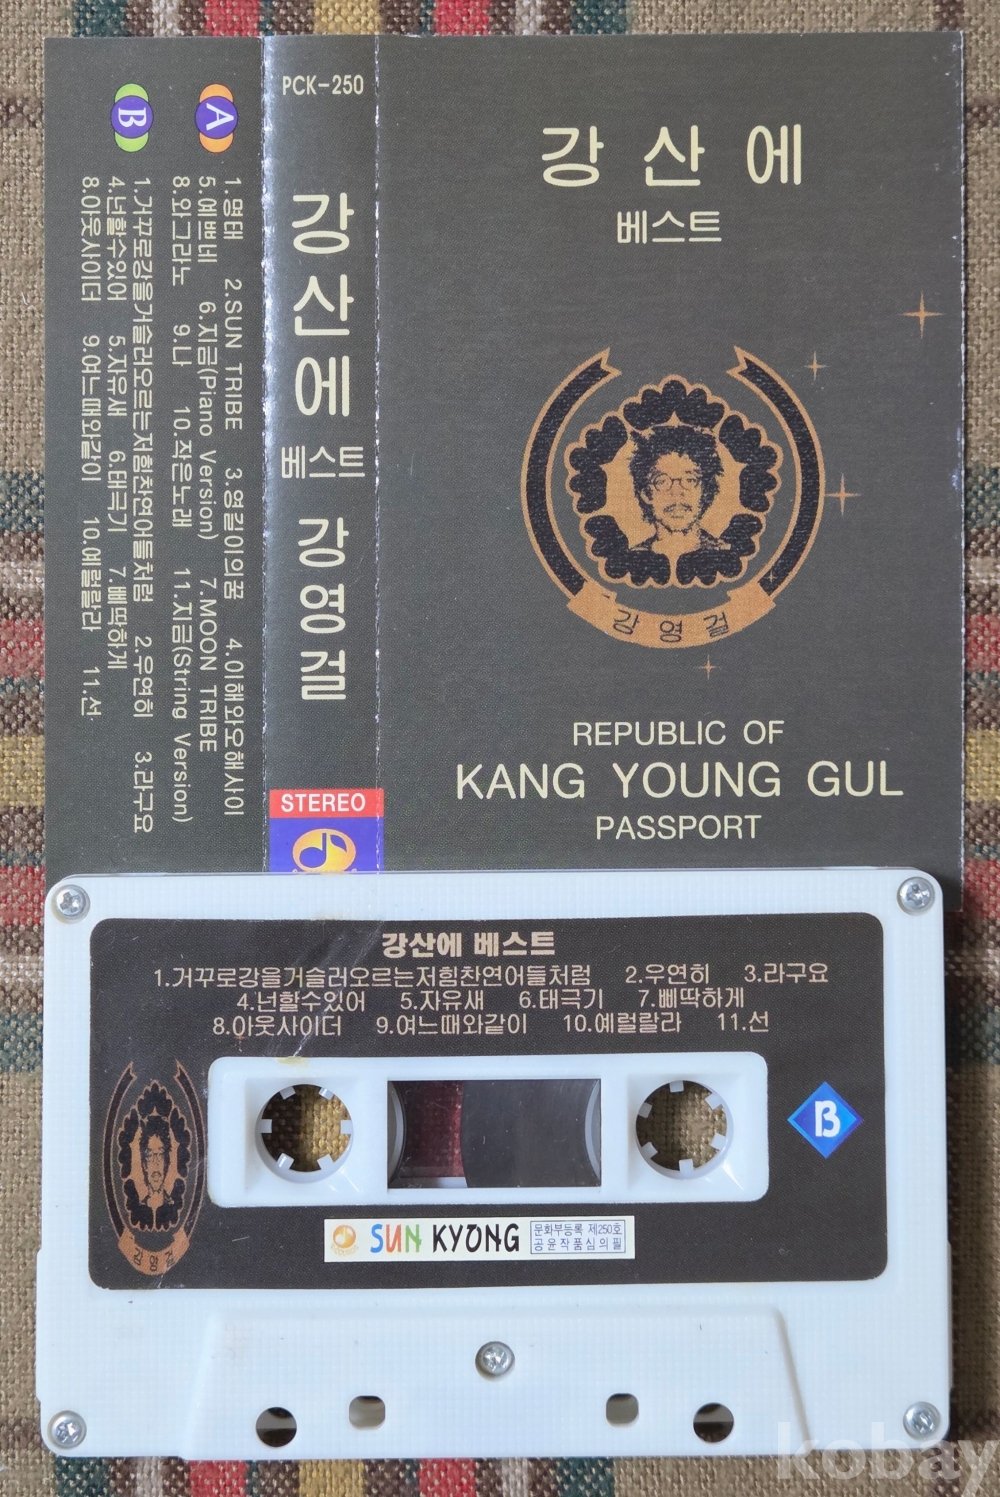 PCK-250
강산에
베스트
강영걸
STEREO
A
1.명태 2.SUN TRIBE 3.영길이의꿈 4.이해와오해사이
5.예쁘네 6.지금(Piano Version) 7.MOON TRIBE
8.와그라노 9.나 10.작은노래 11.지금(String Version)
B
1.거꾸로강을거슬러오르는저힘찬연어들처럼 2.우연히 3.라구요
4.넌할수있어 5.자유새 6.태극기 7.삐딱하게
8.아웃사이더 9.여느때와같이 10.예럴랄라 11.선
강산에
베스트
강영걸
REPUBLIC OF
KANG YOUNG GUL
PASSPORT
강산에 베스트
1.거꾸로강을거슬러오르는저힘찬연어들처럼 2.우연히 3.라구요
4.넌할수있어 5.자유새 6.태극기 7.삐딱하게
8.아웃사이더 9.여느때와같이 10.예럴랄라 11.선
B
강영걸
SUN KYONG
문화부등록 제250호
공윤작품심의필
kobay